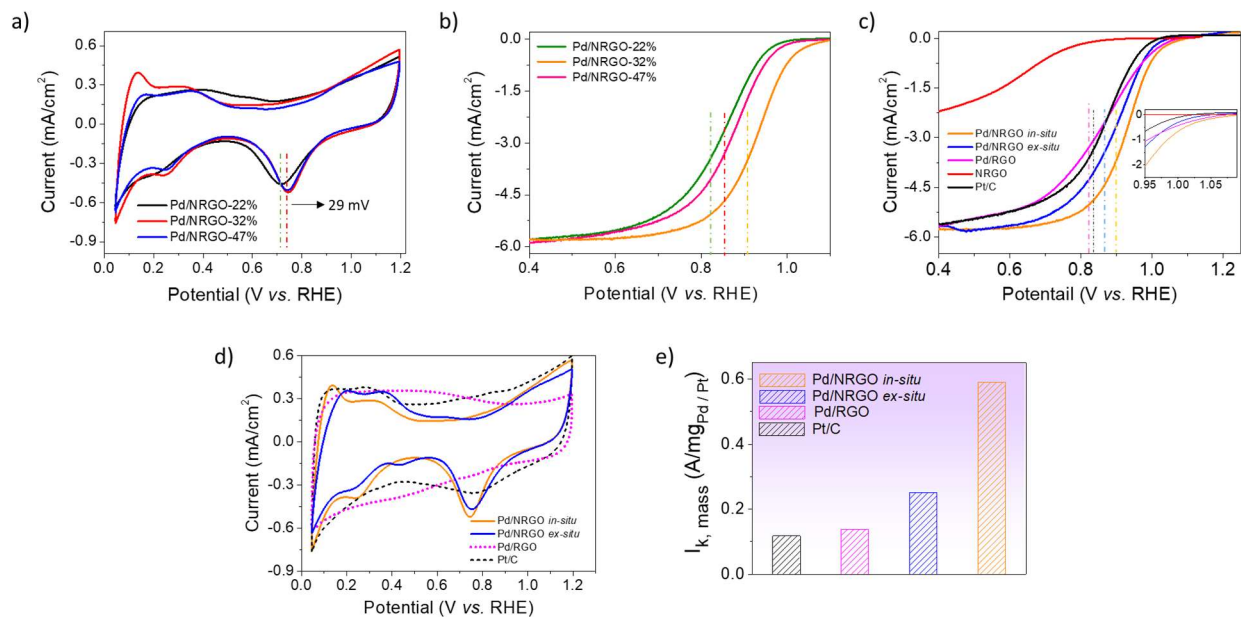 a)
0.6
0.3
0.0
-0.3
-0.6
-0.9
Current (mA/cm²)
Pd/NRGO-22%
Pd/NRGO-32%
Pd/NRGO-47%
29 mV
0.0 0.2 0.4 0.6 0.8 1.0 1.2
Potential (V vs. RHE)
b)
0.0
-1.5
-3.0
-4.5
-6.0
Current (mA/cm²)
Pd/NRGO-22%
Pd/NRGO-32%
Pd/NRGO-47%
0.4 0.6 0.8 1.0
Potential (V vs. RHE)
c)
0.0
-1.5
-3.0
-4.5
-6.0
Current (mA/cm²)
Pd/NRGO in-situ
Pd/NRGO ex-situ
Pd/RGO
NRGO
Pt/C
0
-1
-2
0.95 1.00 1.05
0.4 0.6 0.8 1.0 1.2
Potentail (V vs. RHE)
d)
0.6
0.3
0.0
-0.3
-0.6
-0.9
Current (mA/cm²)
Pd/NRGO in-situ
Pd/NRGO ex-situ
Pd/RGO
Pt/C
0.0 0.2 0.4 0.6 0.8 1.0 1.2
Potential (V vs. RHE)
e)
0.6
0.4
0.2
0.0
Ik, mass (A/mgPd / Pt)
Pd/NRGO in-situ
Pd/NRGO ex-situ
Pd/RGO
Pt/C